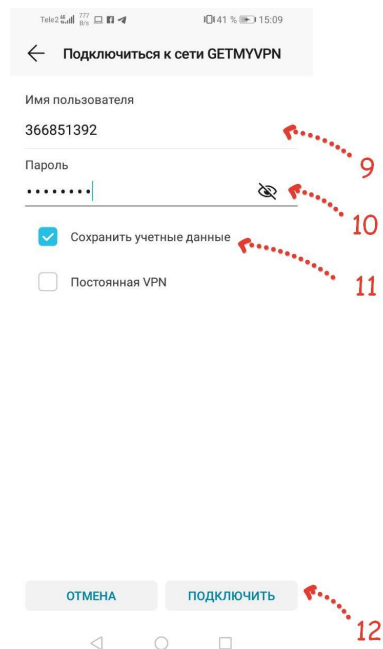 Tele2 777 B/s 41 % 15:09
Подключиться к сети GETMYVPN
Имя пользователя
366851392
9
Пароль
••••••••
10
Сохранить учетные данные
11
Постоянная VPN
ОТМЕНА ПОДКЛЮЧИТЬ
12